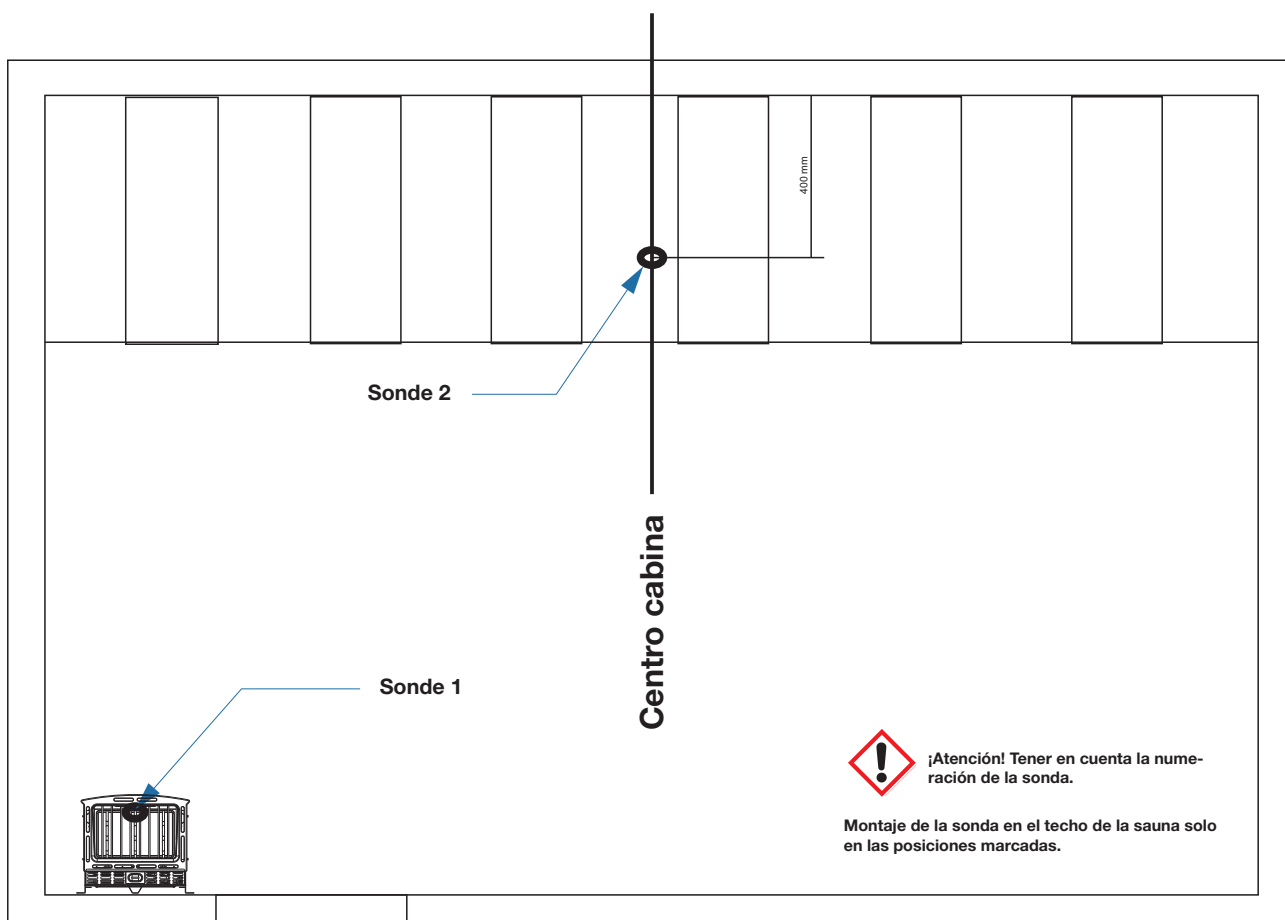 400 mm
Sonde 2
Centro cabina
Sonde 1
¡Atención! Tener en cuenta la nume-
ración de la sonda.
Montaje de la sonda en el techo de la sauna solo
en las posiciones marcadas.